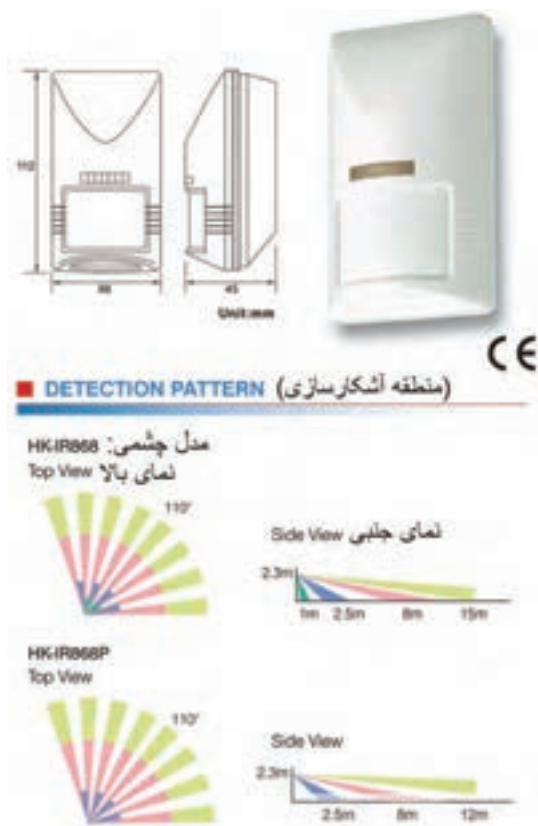 112
45
Unit:mm
CE
DETECTION PATTERN (منطقه آشکارسازی)
HK-IR868 مدل چشمی:
Top View نمای بالا
110°
Side View نمای جلبی
2.3m
1m 2.5m 8m 15m
HK-IR868P
Top View
110°
Side View
2.3m
2.5m 8m 12m